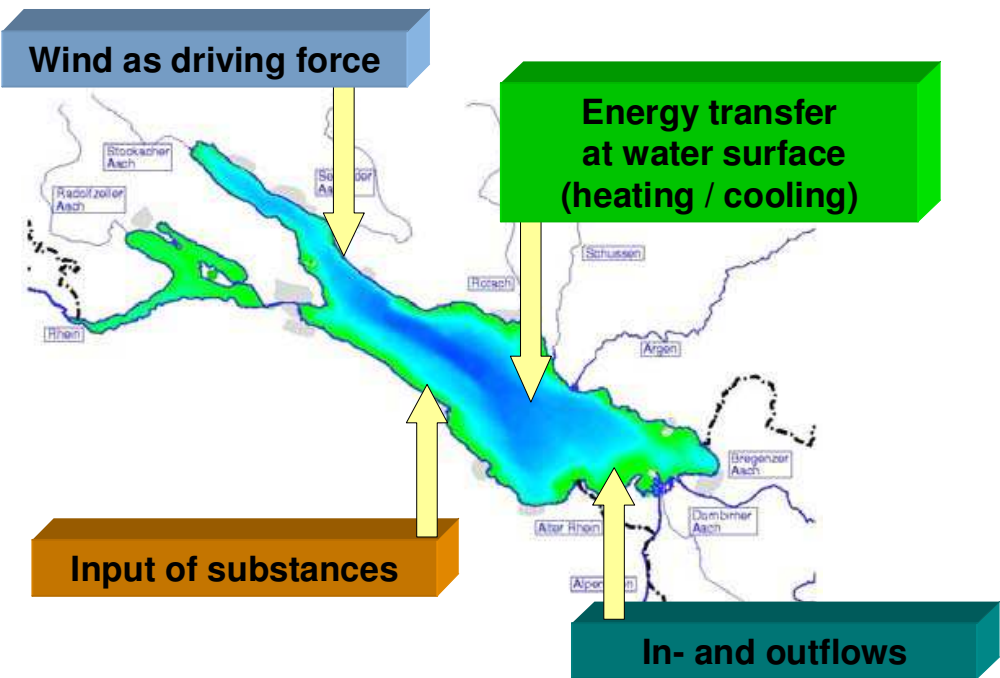 Wind as driving force
Energy transfer
at water surface
(heating / cooling)
Stockacher
Aach
Radolfzeller
Aach
Schussen
Rotach
Rhein
Argen
Bregenzer
Aach
Dornbirner
Aach
Alter Rhein
Input of substances
In- and outflows